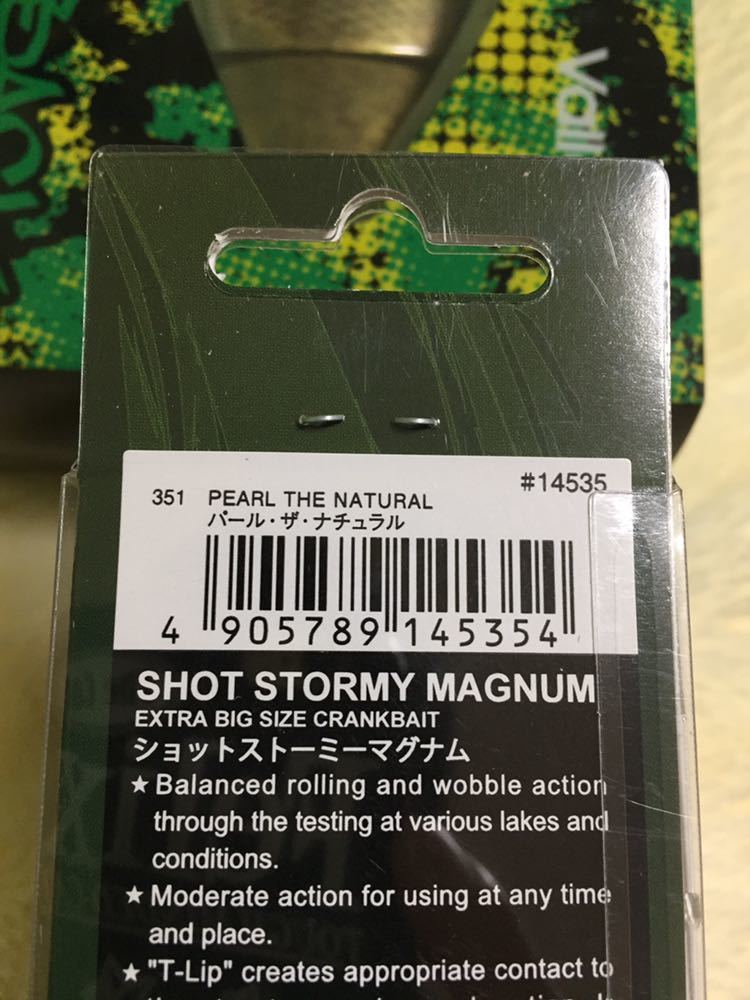 #14535
351 PEARL THE NATURAL
パール・ザ・ナチュラル
4 905789 145354
SHOT STORMY MAGNUM
EXTRA BIG SIZE CRANKBAIT
ショットストーミーマグナム
★ Balanced rolling and wobble action
through the testing at various lakes and
conditions.
★ Moderate action for using at any time
and place.
★ "T-Lip" creates appropriate contact to